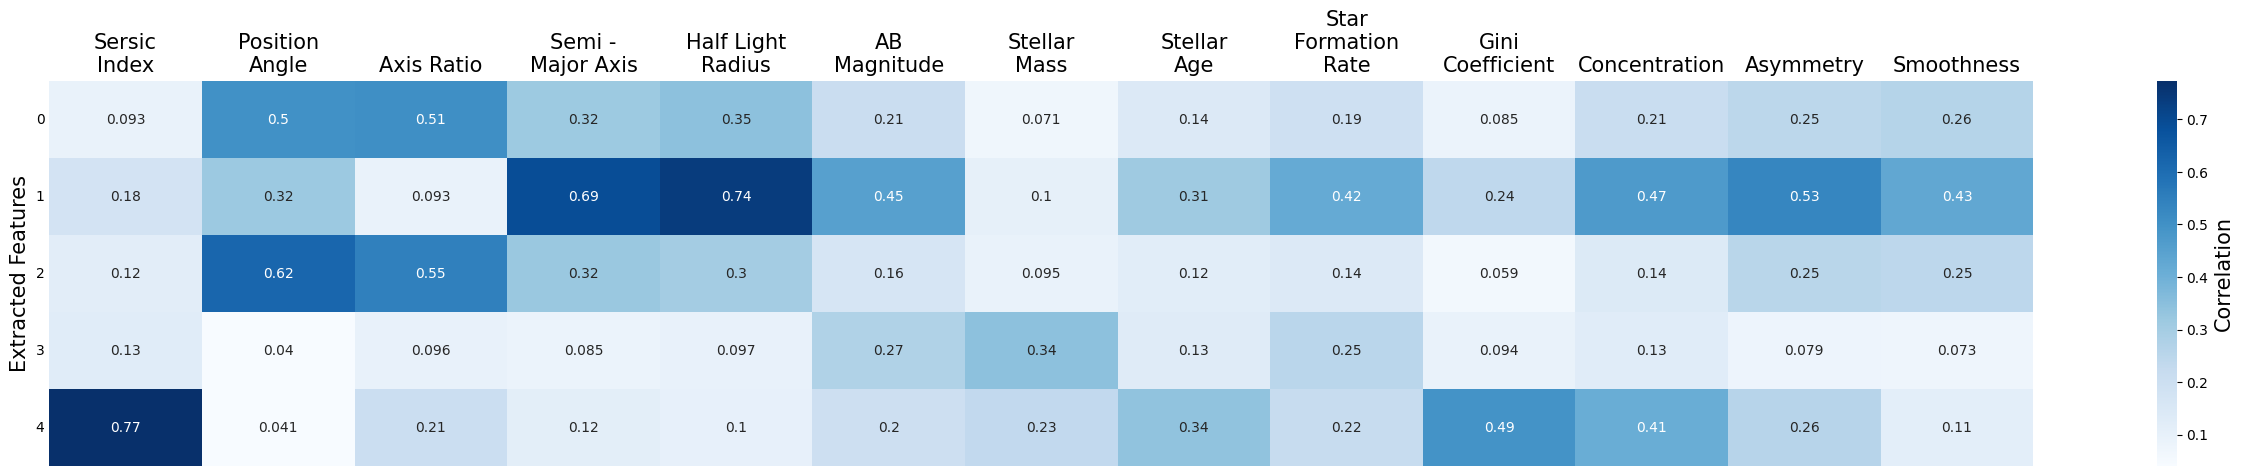 Sersic Index
Position Angle
Axis Ratio
Semi - Major Axis
Half Light Radius
AB Magnitude
Stellar Mass
Stellar Age
Star Formation Rate
Gini Coefficient
Concentration
Asymmetry
Smoothness
Extracted Features
0 0.093 0.5 0.51 0.32 0.35 0.21 0.071 0.14 0.19 0.085 0.21 0.25 0.26
1 0.18 0.32 0.093 0.69 0.74 0.45 0.1 0.31 0.42 0.24 0.47 0.53 0.43
2 0.12 0.62 0.55 0.32 0.3 0.16 0.095 0.12 0.14 0.059 0.14 0.25 0.25
3 0.13 0.04 0.096 0.085 0.097 0.27 0.34 0.13 0.25 0.094 0.13 0.079 0.073
4 0.77 0.041 0.21 0.12 0.1 0.2 0.23 0.34 0.22 0.49 0.41 0.26 0.11
0.7
0.6
0.5
0.4
0.3
0.2
0.1
Correlation